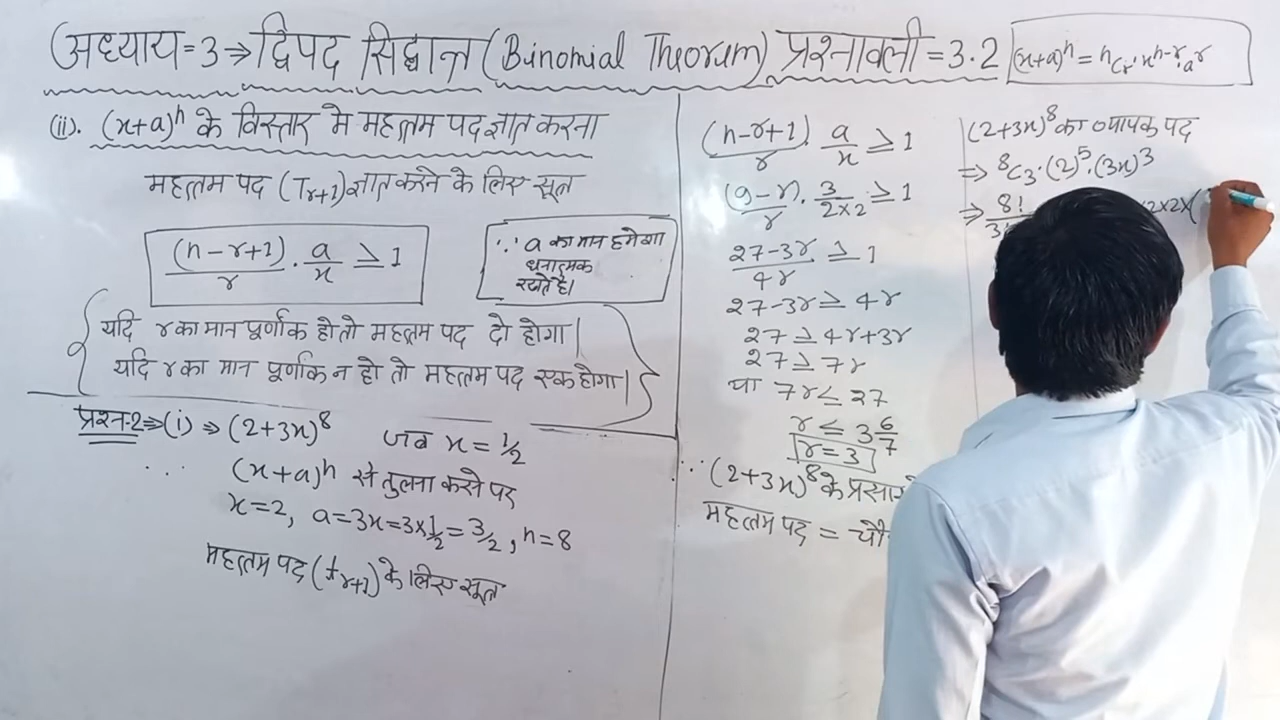 अध्याय=3⇒द्विपद सिद्धान्त (Binomial Theorum) प्रश्नावली=3.2
(x+a)ⁿ = ⁿCᵣ.xⁿ⁻ʳ.aʳ
(ii). (x+a)ⁿ के विस्तार मे महत्तम पद ज्ञात करना
महत्तम पद (Tr+1) ज्ञात करने के लिए सूत्र
(n-r+1)/r . a/x ≥ 1
∵ a का मान हमेशा
धनात्मक
रखते है।
यदि r का मान पूर्णांक हो तो महत्तम पद दो होगा।
यदि r का मान पूर्णांक न हो तो महत्तम पद एक होगा।
प्रश्न-2⇒(i) ⇒ (2+3x)⁸ जब x = 1/2
(x+a)ⁿ से तुलना करने पर
x=2, a=3x=3×1/2=3/2, n=8
महत्तम पद (Tr+1) के लिए सूत्र
(n-r+1)/r . a/x ≥ 1
(9-r)/r . 3/2×2 ≥ 1
27-3r/4r ≥ 1
27-3r ≥ 4r
27 ≥ 4r+3r
27 ≥ 7r
या 7r ≤ 27
r ≤ 3 6/7
r=3
∵ (2+3x)⁸ के प्रसार
महत्तम पद = चौ
(2+3x)⁸ का व्यापक पद
⇒ ⁸C₃.(2)⁵.(3x)³
⇒ 8!/3! ×2×2×(